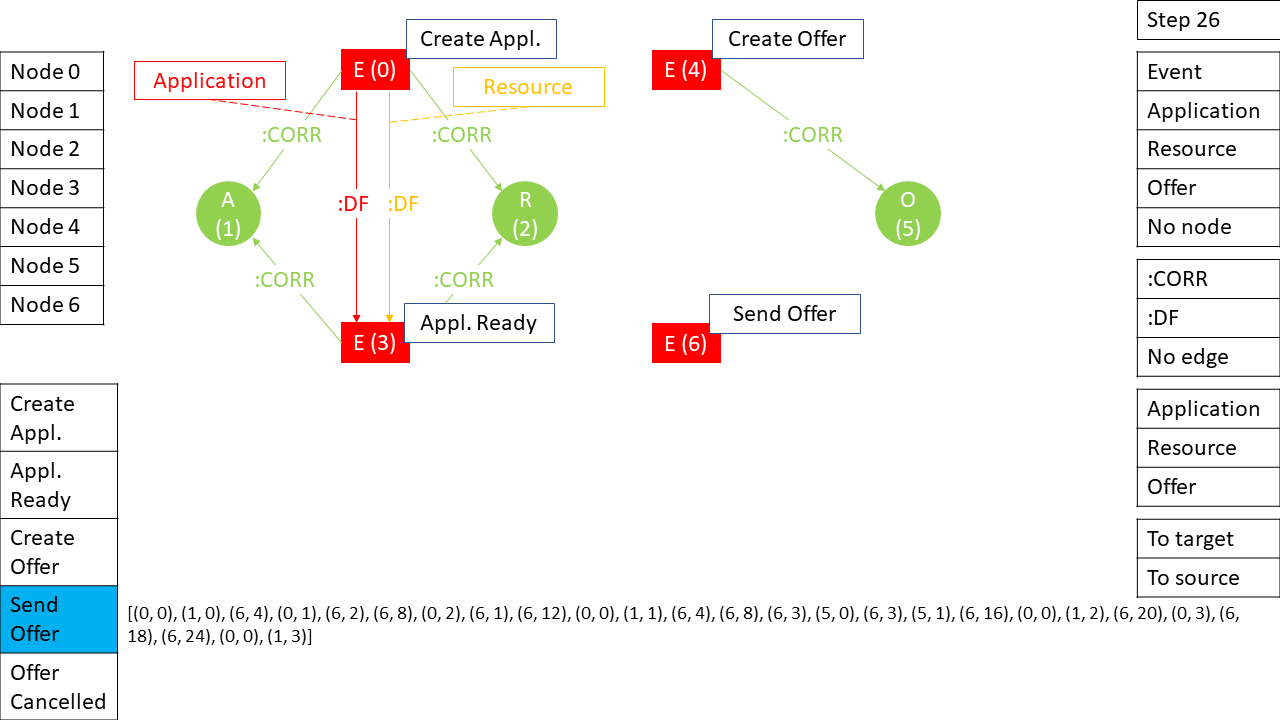 Step 26
Node 0
Node 1
Node 2
Node 3
Node 4
Node 5
Node 6
Create Appl.
E (0)
Application
Resource
:CORR
:CORR
A
(1)
:DF
:DF
R
(2)
:CORR
:CORR
E (3)
Appl. Ready
Create Offer
E (4)
:CORR
O
(5)
Send Offer
E (6)
Event
Application
Resource
Offer
No node
:CORR
:DF
No edge
Application
Resource
Offer
To target
To source
Create
Appl.
Appl.
Ready
Create
Offer
Send
Offer
Offer
Cancelled
[(0, 0), (1, 0), (6, 4), (0, 1), (6, 2), (6, 8), (0, 2), (6, 1), (6, 12), (0, 0), (1, 1), (6, 4), (6, 8), (6, 3), (5, 0), (6, 3), (5, 1), (6, 16), (0, 0), (1, 2), (6, 20), (0, 3), (6,
18), (6, 24), (0, 0), (1, 3)]